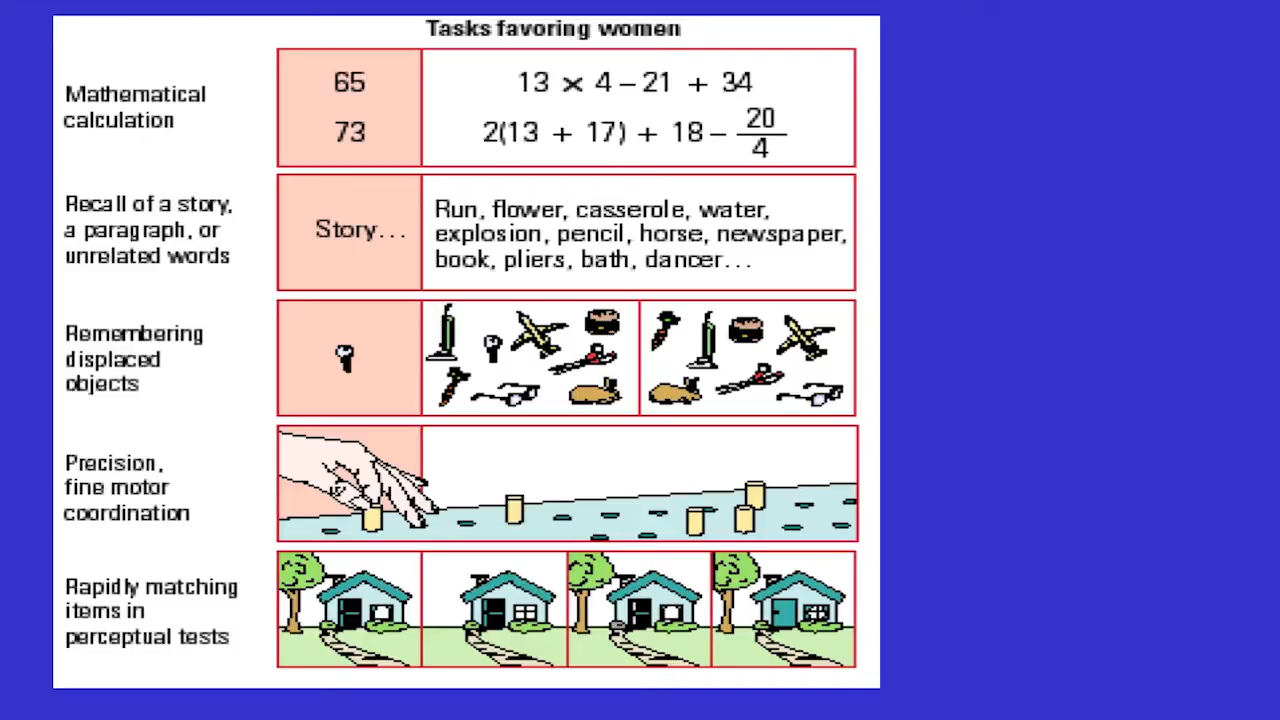 Tasks favoring women
Mathematical
calculation
65
13 × 4 – 21 + 34
73
2(13 + 17) + 18 – 20/4
Recall of a story,
a paragraph, or
unrelated words
Story...
Run, flower, casserole, water,
explosion, pencil, horse, newspaper,
book, pliers, bath, dancer...
Remembering
displaced
objects
Precision,
fine motor
coordination
Rapidly matching
items in
perceptual tests